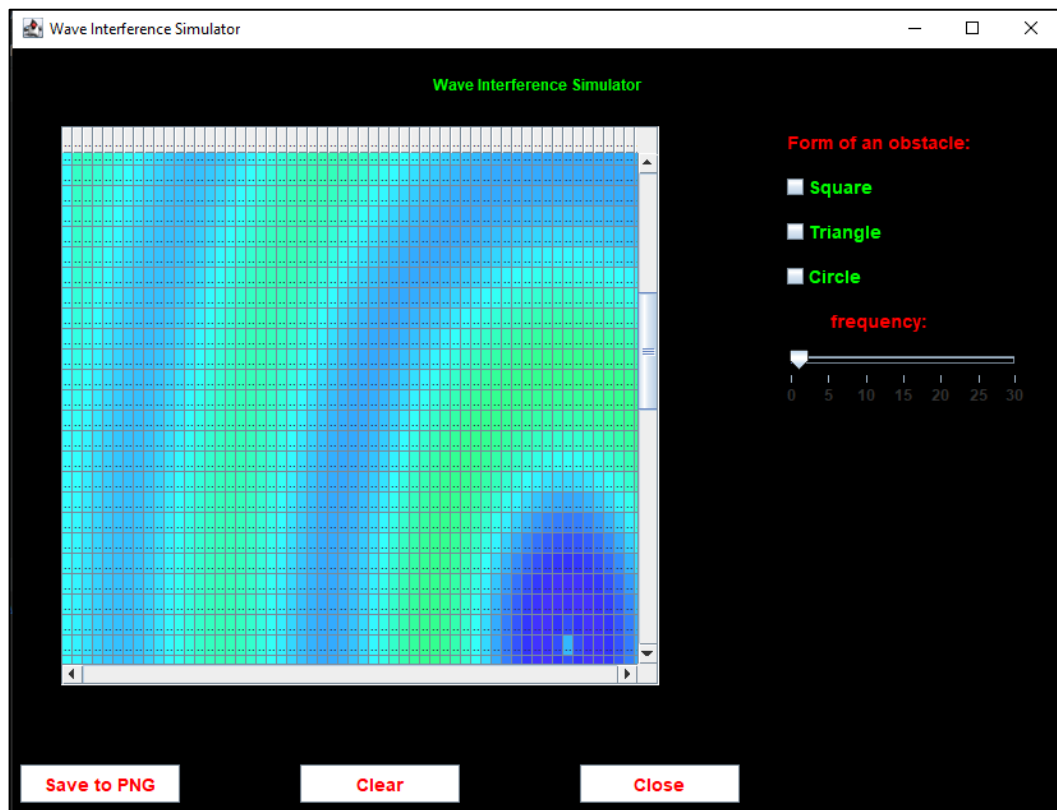 Wave Interference Simulator
Wave Interference Simulator
Form of an obstacle:
Square
Triangle
Circle
frequency:
0 5 10 15 20 25 30
Save to PNG Clear Close